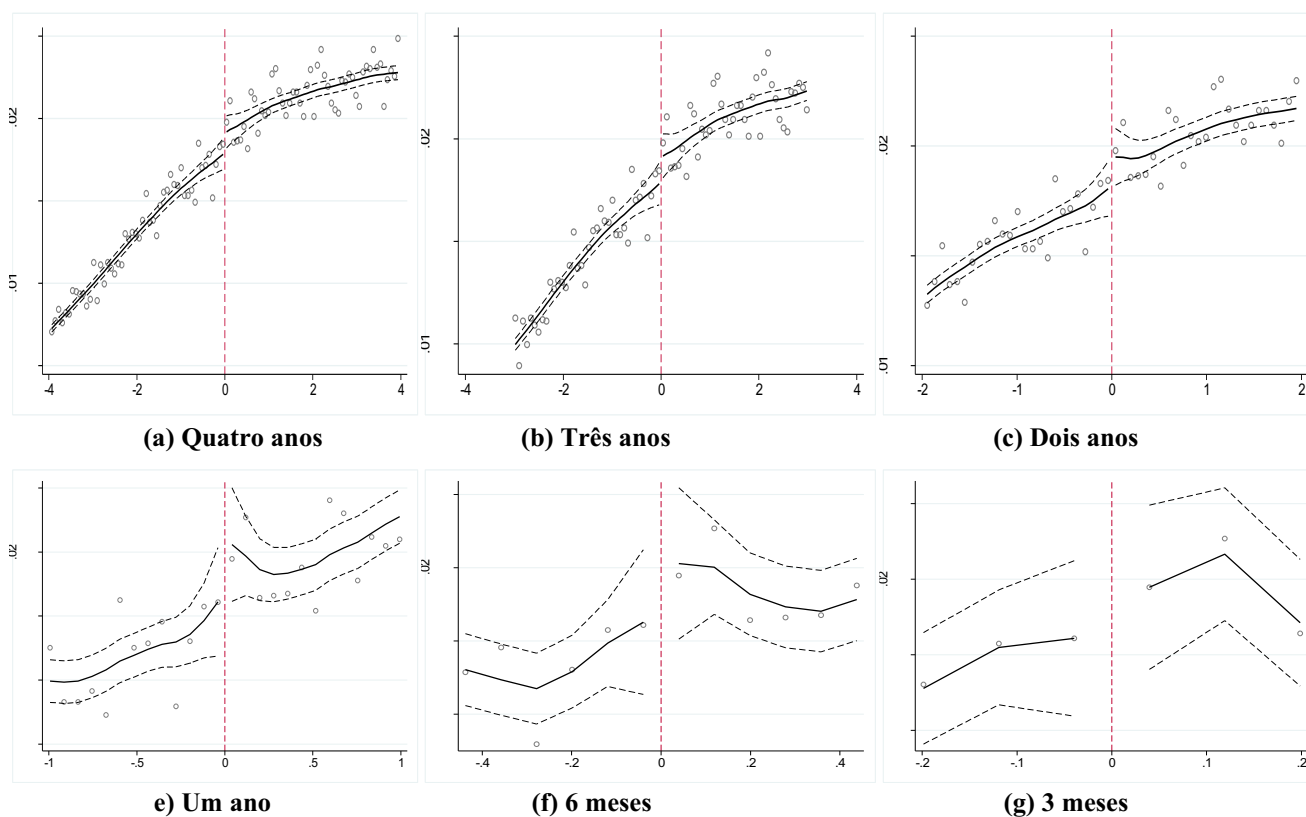 .02
.01
-4 -2 0 2 4
(a) Quatro anos
.02
.01
-4 -2 0 2 4
(b) Três anos
.02
.01
-2 -1 0 1 2
(c) Dois anos
.02
-1 -.5 0 .5 1
e) Um ano
.02
-.4 -.2 0 .2 .4
(f) 6 meses
.02
-.2 0 .2
(g) 3 meses